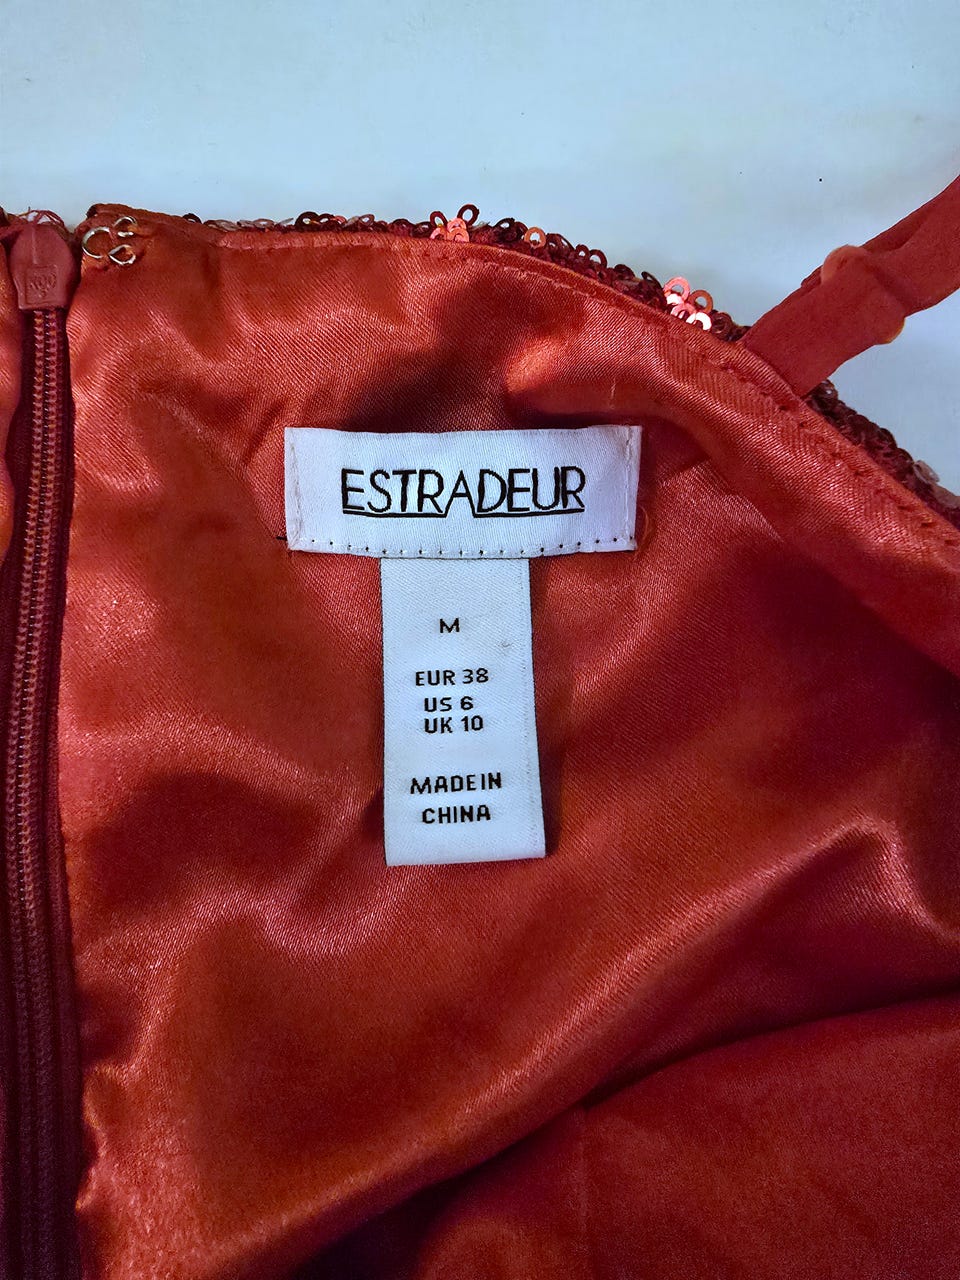 ESTRADEUR
M
EUR 38
US 6
UK 10
MADE IN
CHINA